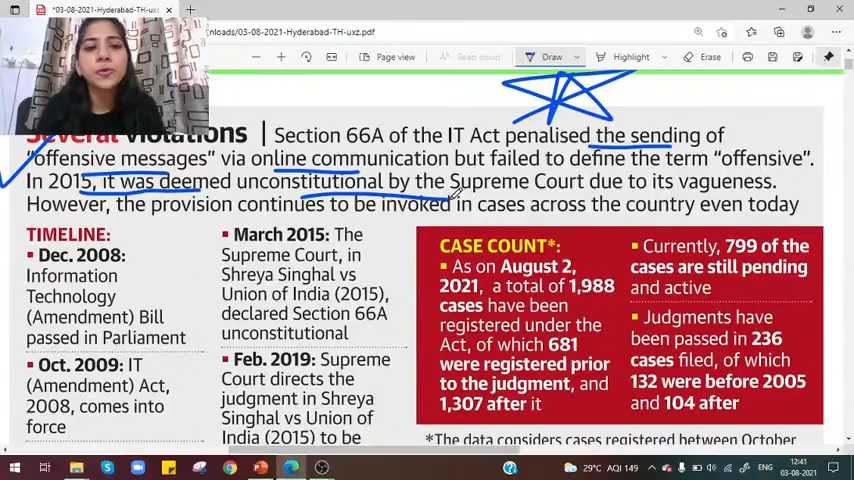 *03-08-2021-Hyderabad-TH-uxz.p
nloads/03-08-2021-Hyderabad-TH-uxz.pdf
Read aloud
Draw
Highlight
Erase
Several violations | Section 66A of the IT Act penalised the sending of
"offensive messages" via online communication but failed to define the term "offensive".
In 2015, it was deemed unconstitutional by the Supreme Court due to its vagueness.
However, the provision continues to be invoked in cases across the country even today
TIMELINE:
Dec. 2008:
Information
Technology
(Amendment) Bill
passed in Parliament
Oct. 2009: IT
(Amendment) Act,
2008, comes into
force
March 2015: The
Supreme Court, in
Shreya Singhal vs
Union of India (2015),
declared Section 66A
unconstitutional
Feb. 2019: Supreme
Court directs the
judgment in Shreya
Singhal vs Union of
India (2015) to be
CASE COUNT*:
As on August 2,
2021, a total of 1,988
cases have been
registered under the
Act, of which 681
were registered prior
to the judgment, and
1,307 after it
Currently, 799 of the
cases are still pending
and active
Judgments have
been passed in 236
cases filed, of which
132 were before 2005
and 104 after
*The data considers cases registered between October
29°C AQI 149
ENG
12:41
03-08-2021